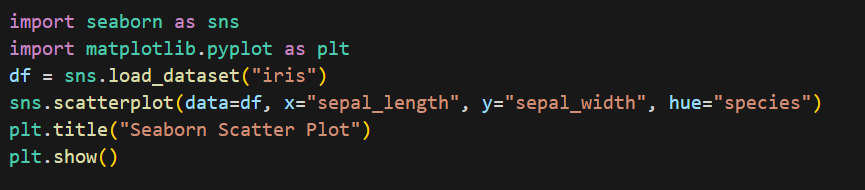 import seaborn as sns
import matplotlib.pyplot as plt
df = sns.load_dataset("iris")
sns.scatterplot(data=df, x="sepal_length", y="sepal_width", hue="species")
plt.title("Seaborn Scatter Plot")
plt.show()